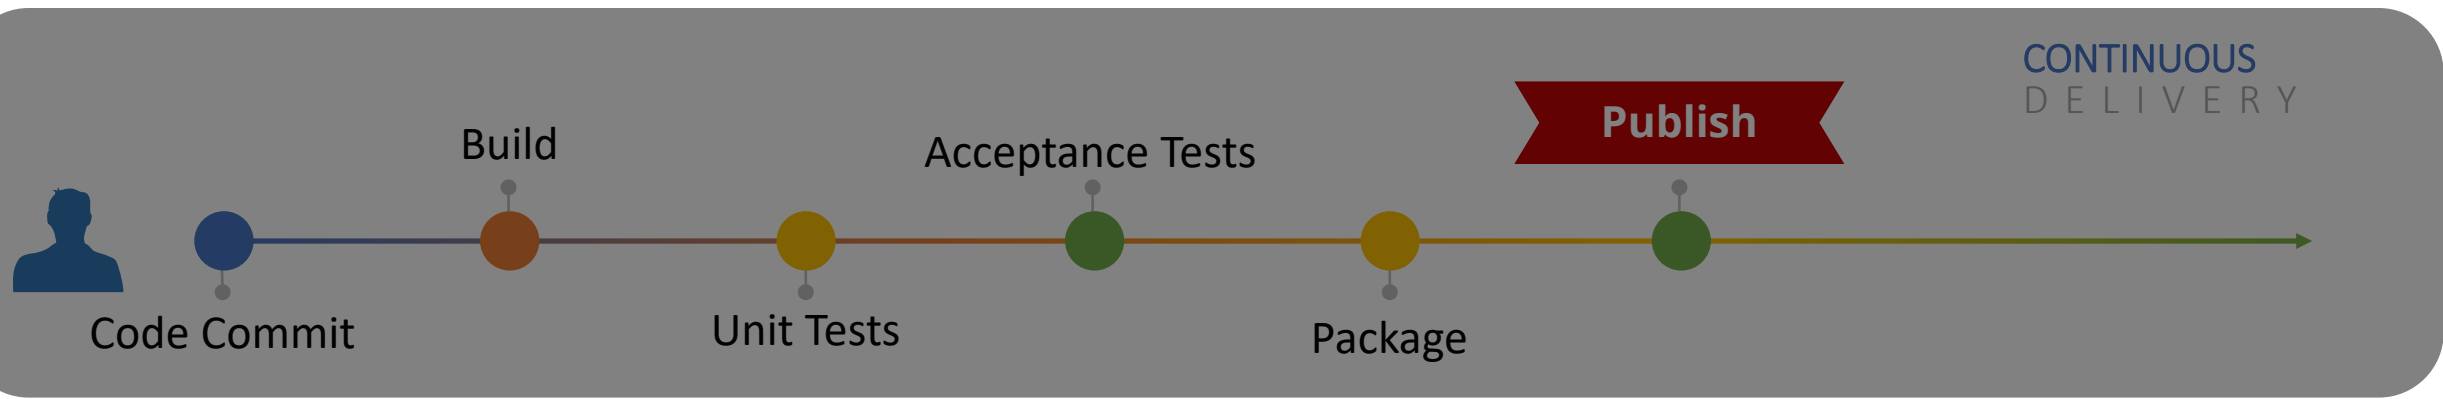 CONTINUOUS
DELIVERY
Publish
Build
Acceptance Tests
Code Commit
Unit Tests
Package